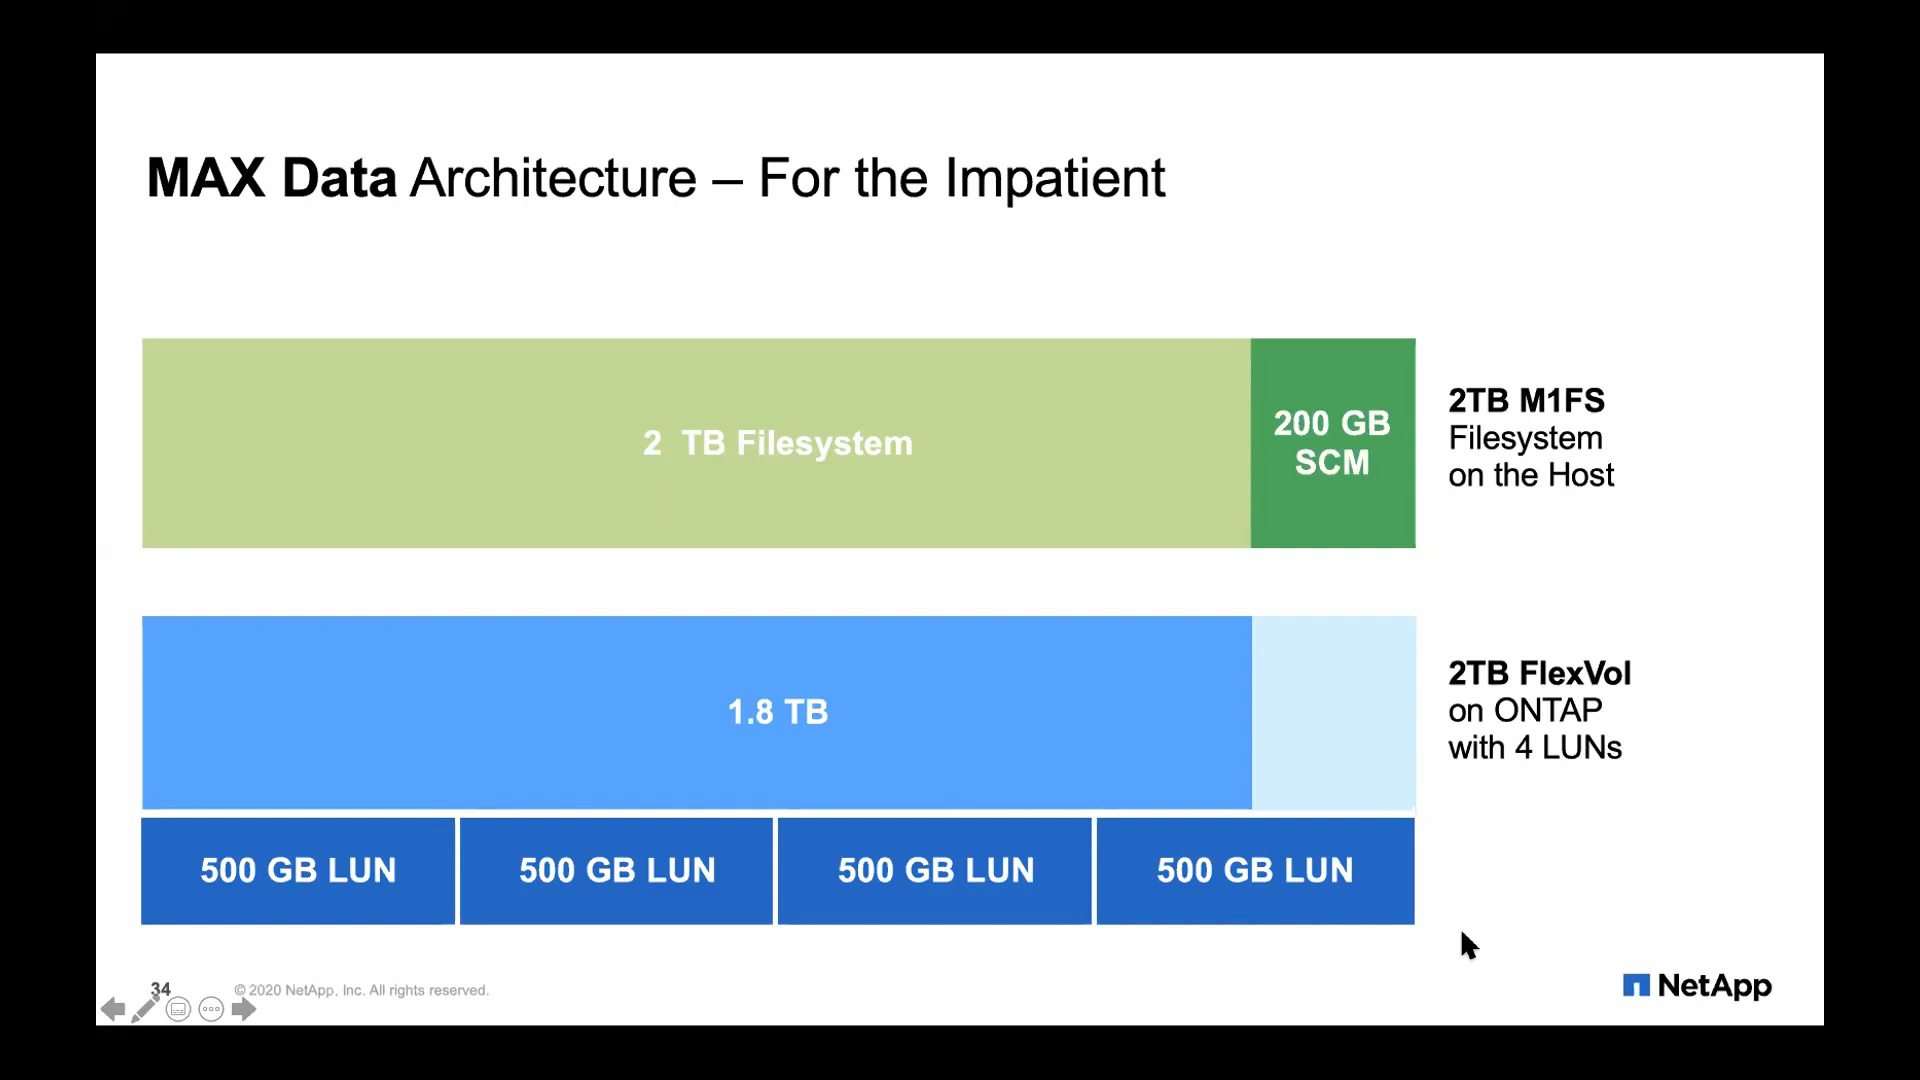 MAX Data Architecture – For the Impatient
2 TB Filesystem
200 GB
SCM
2TB M1FS
Filesystem
on the Host
1.8 TB
2TB FlexVol
on ONTAP
with 4 LUNs
500 GB LUN
500 GB LUN
500 GB LUN
500 GB LUN
34
© 2020 NetApp, Inc. All rights reserved.
NetApp